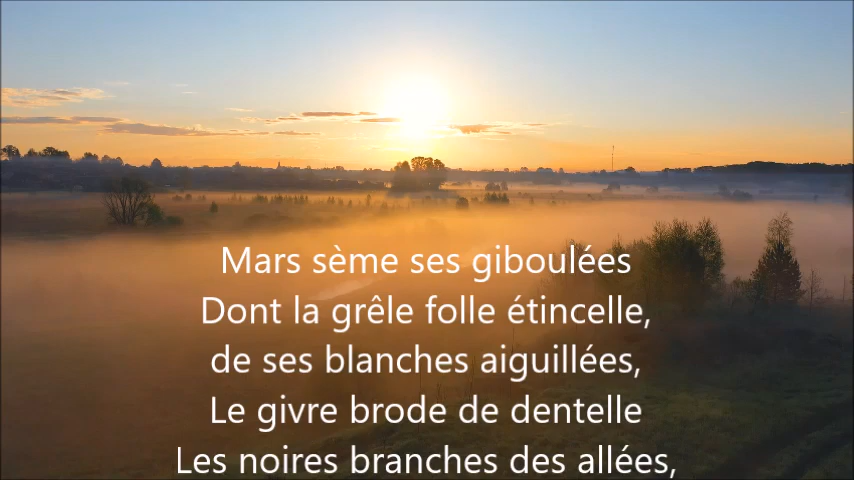 Mars sème ses giboulées
Dont la grêle folle étincelle,
de ses blanches aiguillées,
Le givre brode de dentelle
Les noires branches des allées,